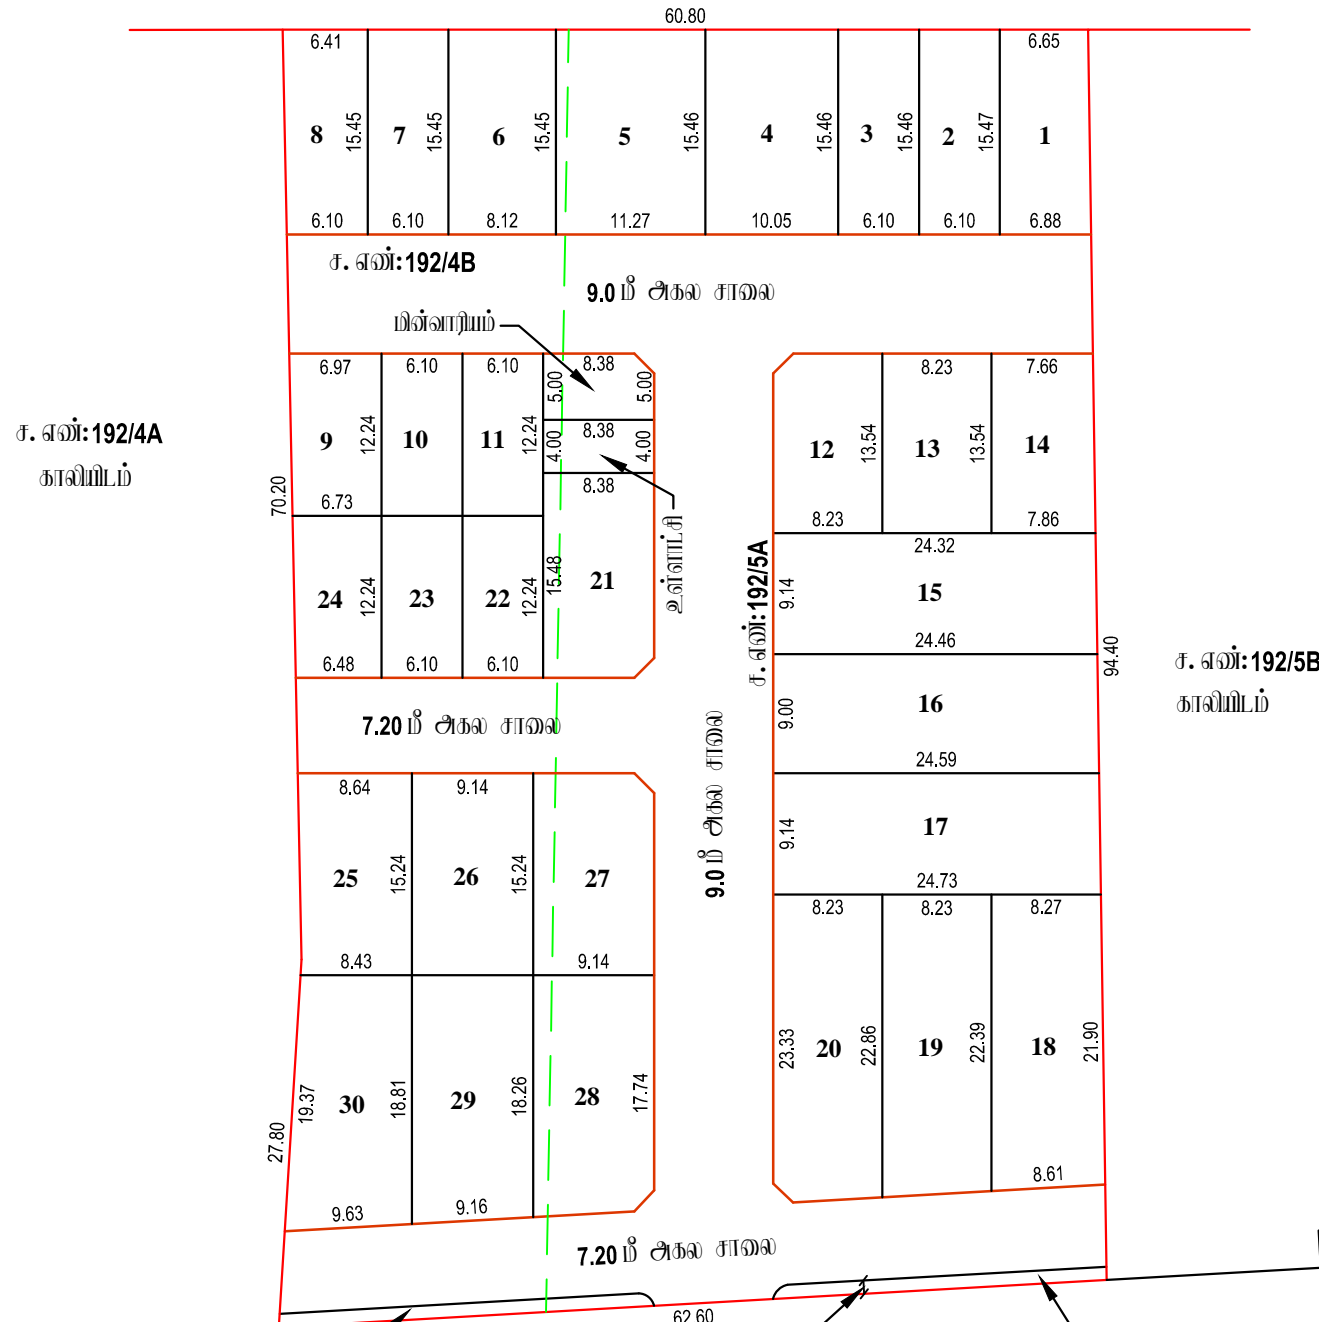 60.80
6.41
6.65
8 15.45 7 15.45 6 15.45 5 15.46 4 15.46 3 15.46 2 15.47 1
6.10 6.10 8.12 11.27 10.05 6.10 6.10 6.88
ச. எண்:192/4B
9.0 மீ அகல சாலை
மின்வாரியம்
6.97 6.10 6.10 8.38 8.23 7.66
5.00 5.00
9 12.24 10 11 12.24 4.00 8.38 4.00 12 13.54 13 13.54 14
ச. எண்:192/4A
காலியிடம்
8.38
70.20
6.73
8.23 7.86
உள்ளாட்சி
ச. எண்:192/5A
24.32
24 12.24 23 22 12.24 15.48 21 9.14 15
24.46
6.48 6.10 6.10
94.40
ச. எண்:192/5B
காலியிடம்
9.00 16
7.20 மீ அகல சாலை
9.0 மீ அகல சாலை
24.59
8.64 9.14
9.14 17
25 15.24 26 15.24 27
24.73
8.23 8.23 8.27
8.43 9.14
23.33 20 22.86 19 22.39 18 21.90
19.37 30 18.81 29 18.26 28 17.74
27.80
8.61
9.63 9.16
7.20 மீ அகல சாலை
62.60